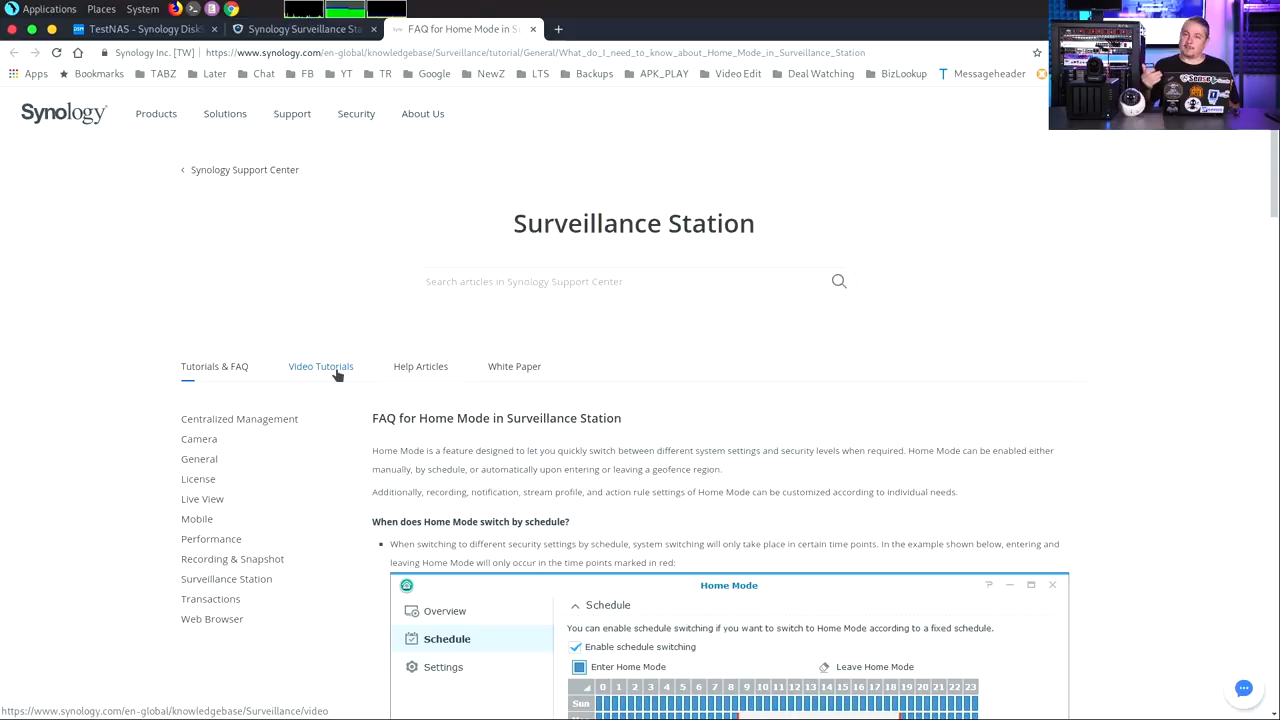 Applications Places System
TestNAS - Synology Disk
Synology Surveillance Sta
FAQ for Home Mode in S
Synology Inc. [TW]
www.synology.com/en-global/knowledgebase/Surveillance/tutorial/General/What_do_I_need_to_know_about_Home_Mode_in_Surveillance_Station
Apps Bookmarks TABZ Later Chat FB YT Google NewZ LTS Backups Video Edit BizLookup Messageheader
Synology Products Solutions Support Security About Us
Synology Support Center
Surveillance Station
Search articles in Synology Support Center
Tutorials & FAQ Video Tutorials Help Articles White Paper
Centralized Management
Camera
General
License
Live View
Mobile
Performance
Recording & Snapshot
Surveillance Station
Transactions
Web Browser
FAQ for Home Mode in Surveillance Station
Home Mode is a feature designed to let you quickly switch between different system settings and security levels when required. Home Mode can be enabled either
manually, by schedule, or automatically upon entering or leaving a geofence region.
Additionally, recording, notification, stream profile, and action rule settings of Home Mode can be customized according to individual needs.
When does Home Mode switch by schedule?
When switching to different security settings by schedule, system switching will only take place in certain time points. In the example shown below, entering and
leaving Home Mode will only occur in the time points marked in red:
Home Mode
Overview
Schedule
Settings
Schedule
You can enable schedule switching if you want to switch to Home Mode according to a fixed schedule.
Enable schedule switching
Enter Home Mode Leave Home Mode
0 1 2 3 4 5 6 7 8 9 10 11 12 13 14 15 16 17 18 19 20 21 22 23
Sun
https://www.synology.com/en-global/knowledgebase/Surveillance/video